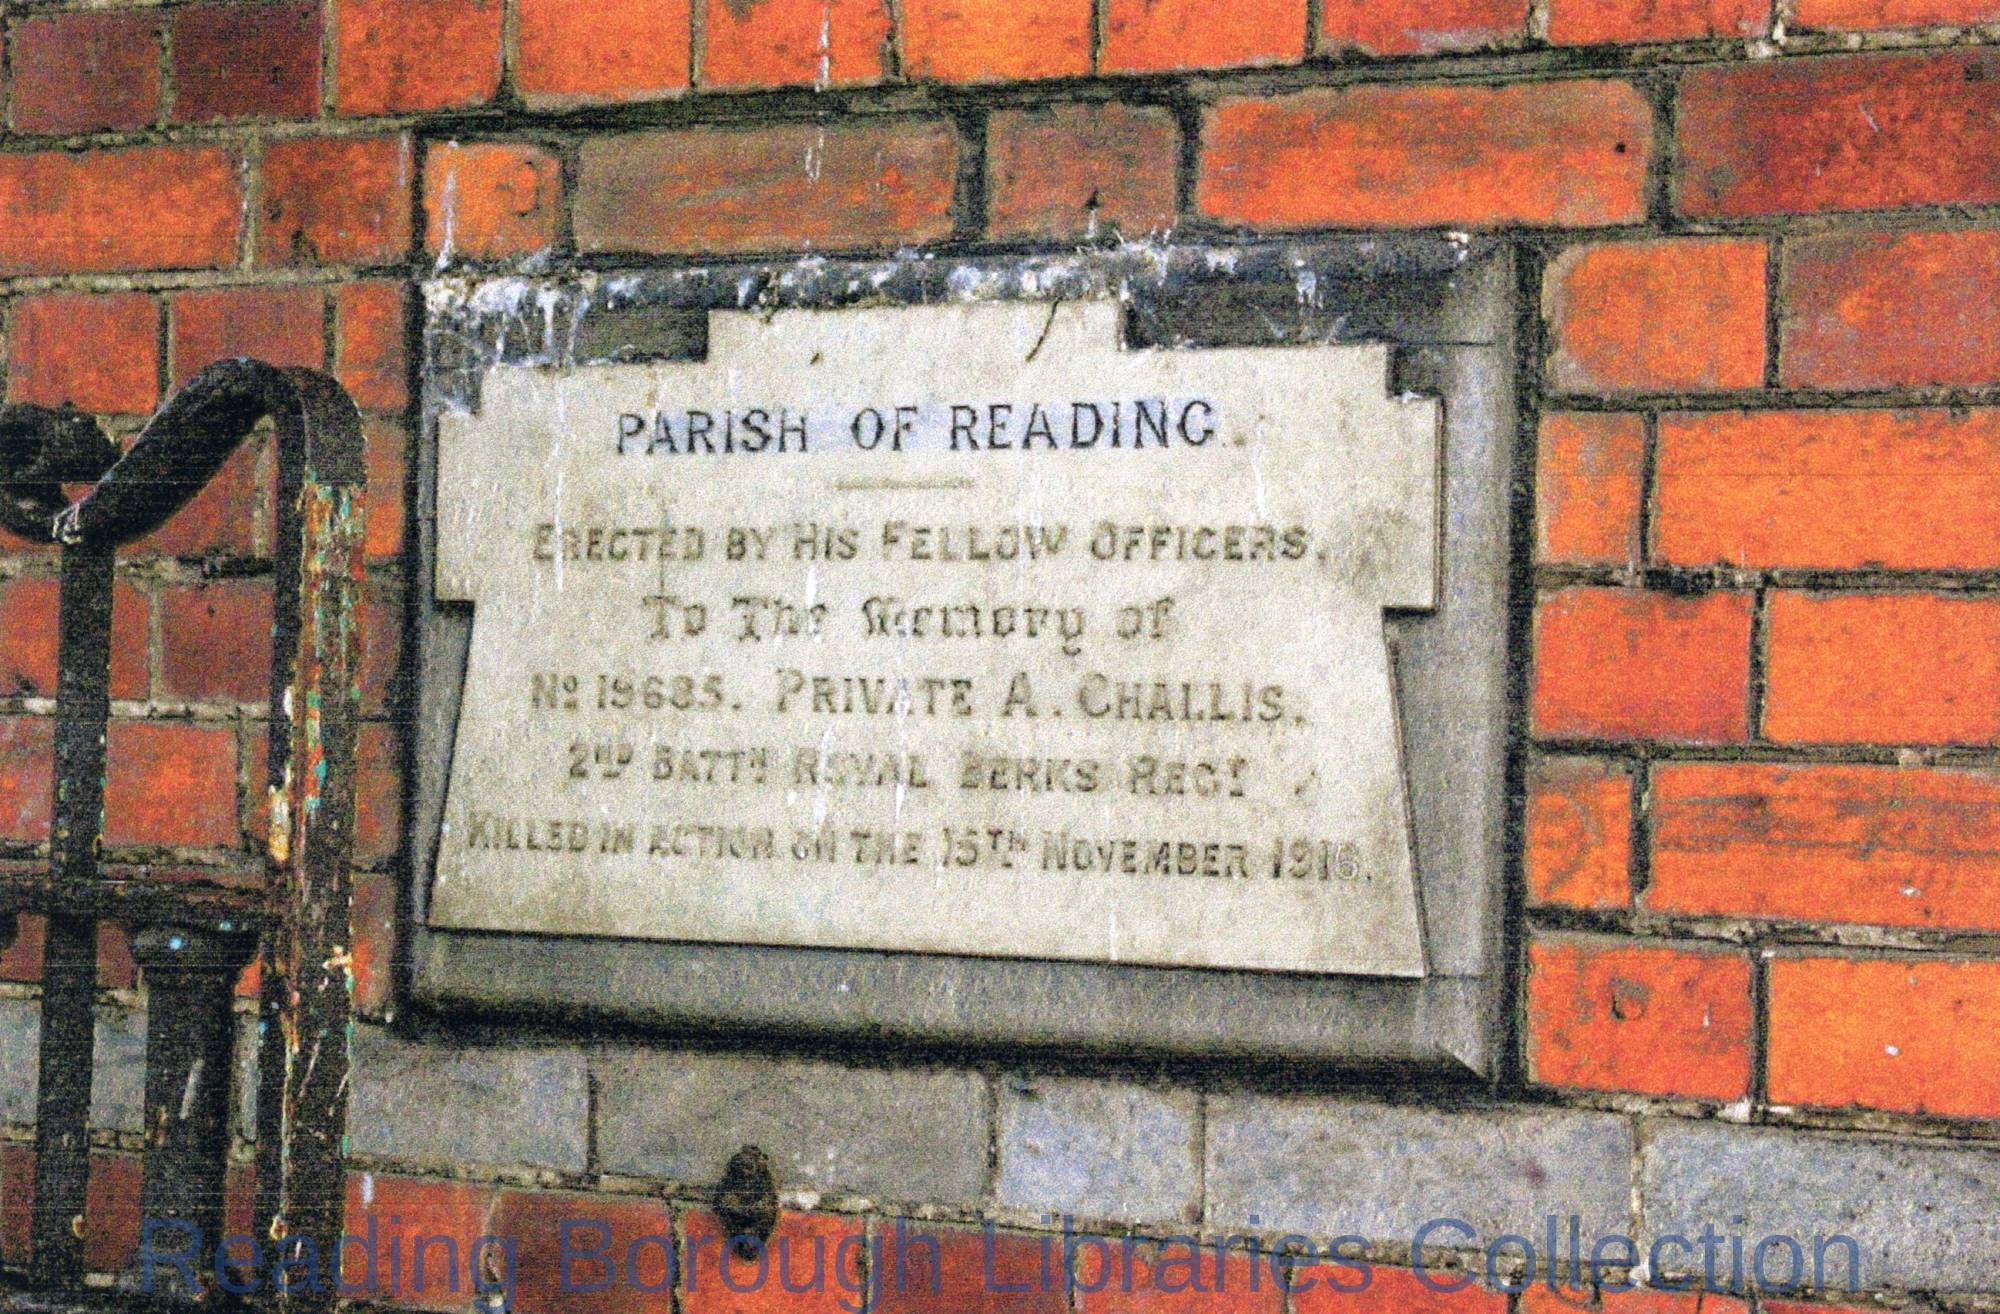 PARISH OF READING.
ERECTED BY HIS FELLOW OFFICERS.
To The Memory of
No 19685. PRIVATE A. CHALLIS.
2ND BATTN ROYAL BERKS REGT
KILLED IN ACTION ON THE 15TH NOVEMBER 1916.
Reading Borough Libraries Collection